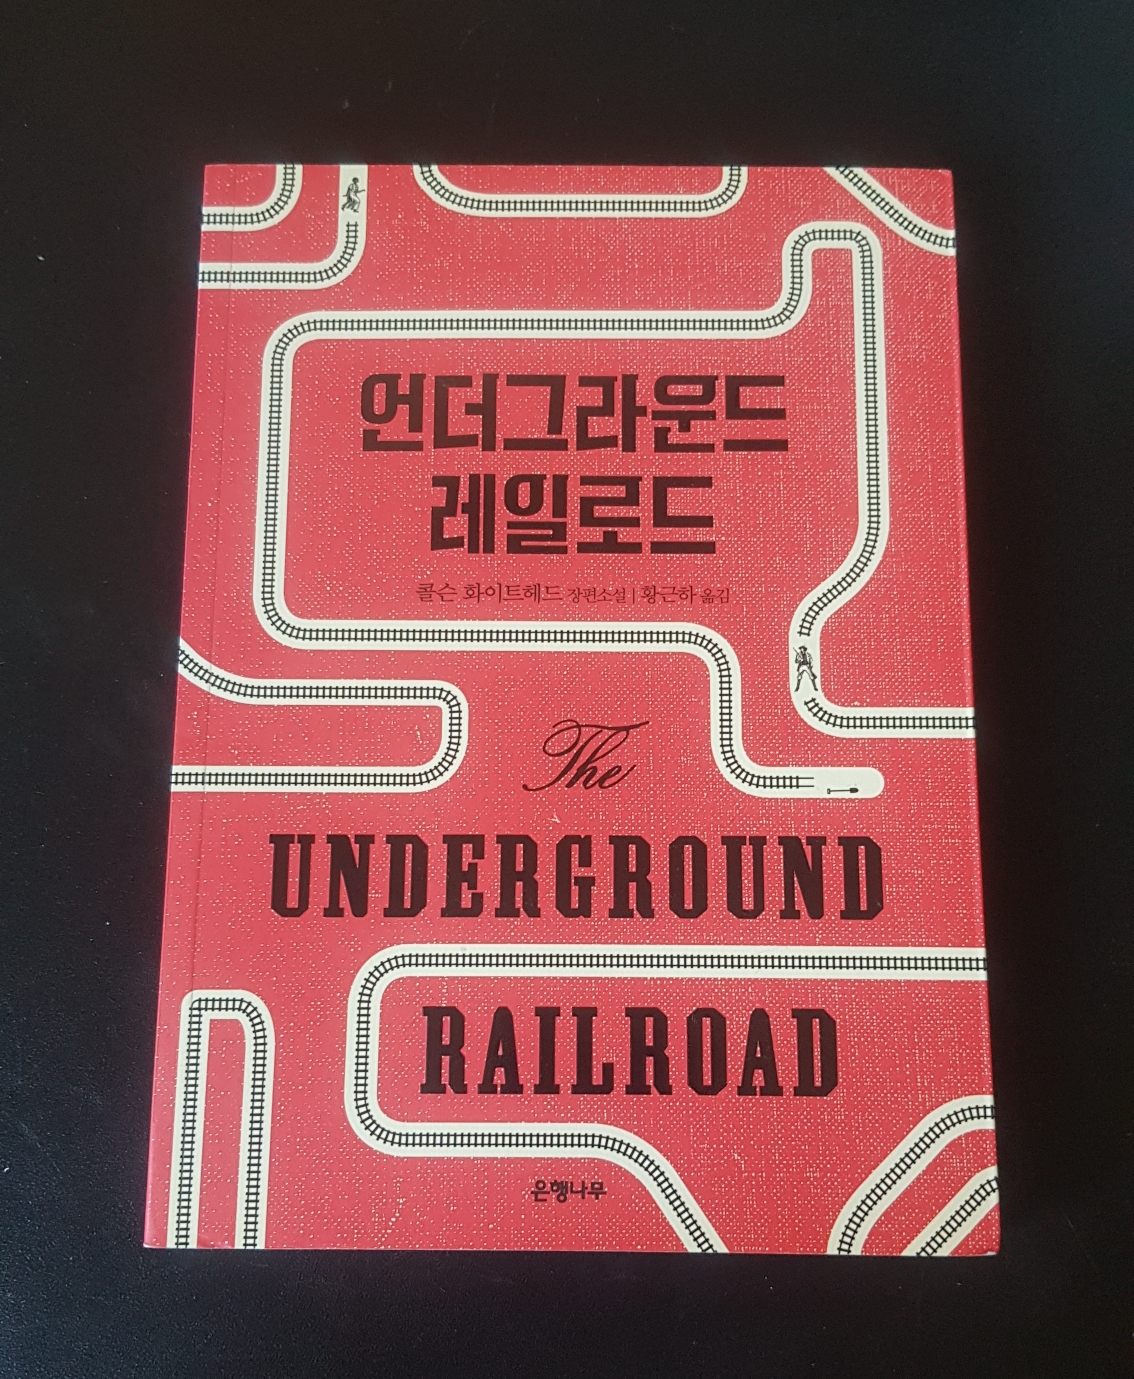 언더그라운드
레일로드
콜슨 화이트헤드 장편소설 | 황근하 옮김
The
UNDERGROUND
RAILROAD
은행나무